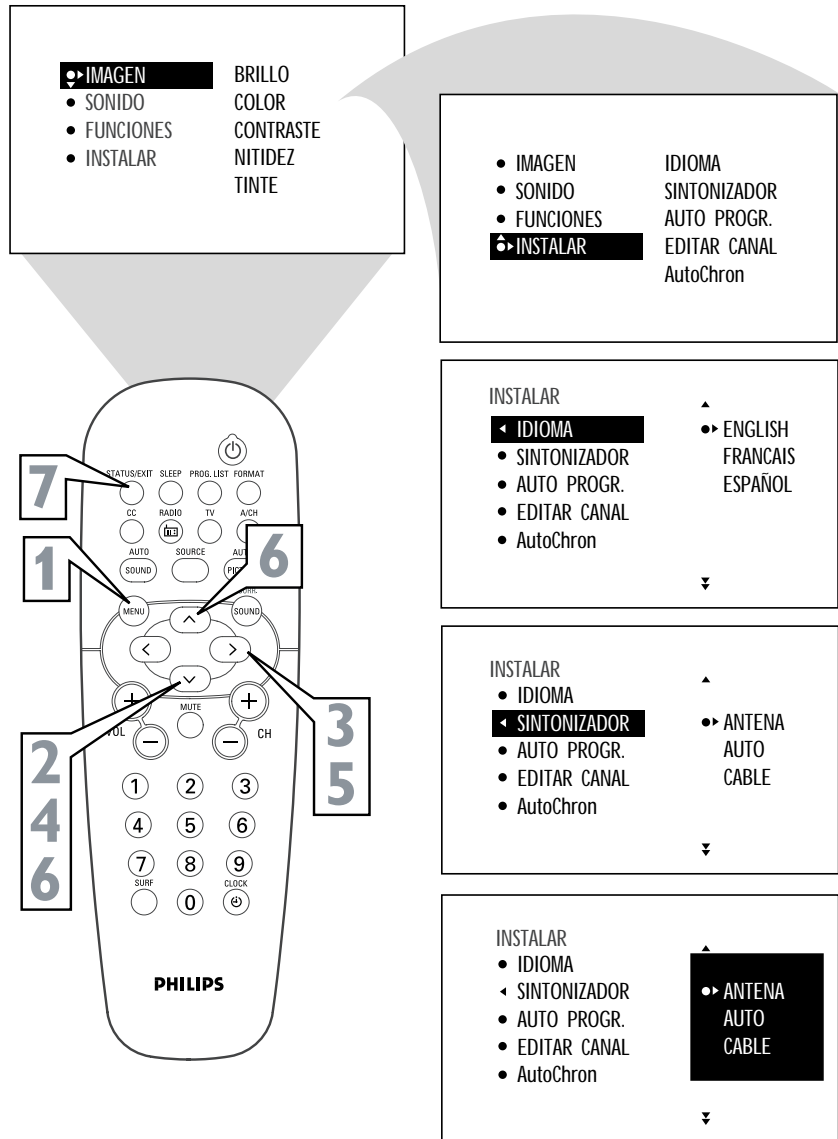 IMAGEN BRILLO
SONIDO COLOR
FUNCIONES CONTRASTE
INSTALAR NITIDEZ
TINTE
IMAGEN IDIOMA
SONIDO SINTONIZADOR
FUNCIONES AUTO PROGR.
INSTALAR EDITAR CANAL
AutoChron
INSTALAR
IDIOMA ENGLISH
SINTONIZADOR FRANCAIS
AUTO PROGR. ESPAÑOL
EDITAR CANAL
AutoChron
INSTALAR
IDIOMA
SINTONIZADOR ANTENA
AUTO PROGR. AUTO
EDITAR CANAL CABLE
AutoChron
INSTALAR
IDIOMA
SINTONIZADOR ANTENA
AUTO PROGR. AUTO
EDITAR CANAL CABLE
AutoChron
7
1
6
2
4
6
3
5
STATUS/EXIT SLEEP PROG. LIST FORMAT
CC RADIO TV A/CH
AUTO SOURCE
SOUND
MENU SOUND
MUTE
CH
1 2 3
4 5 6
7 8 9
SURF 0 CLOCK
PHILIPS